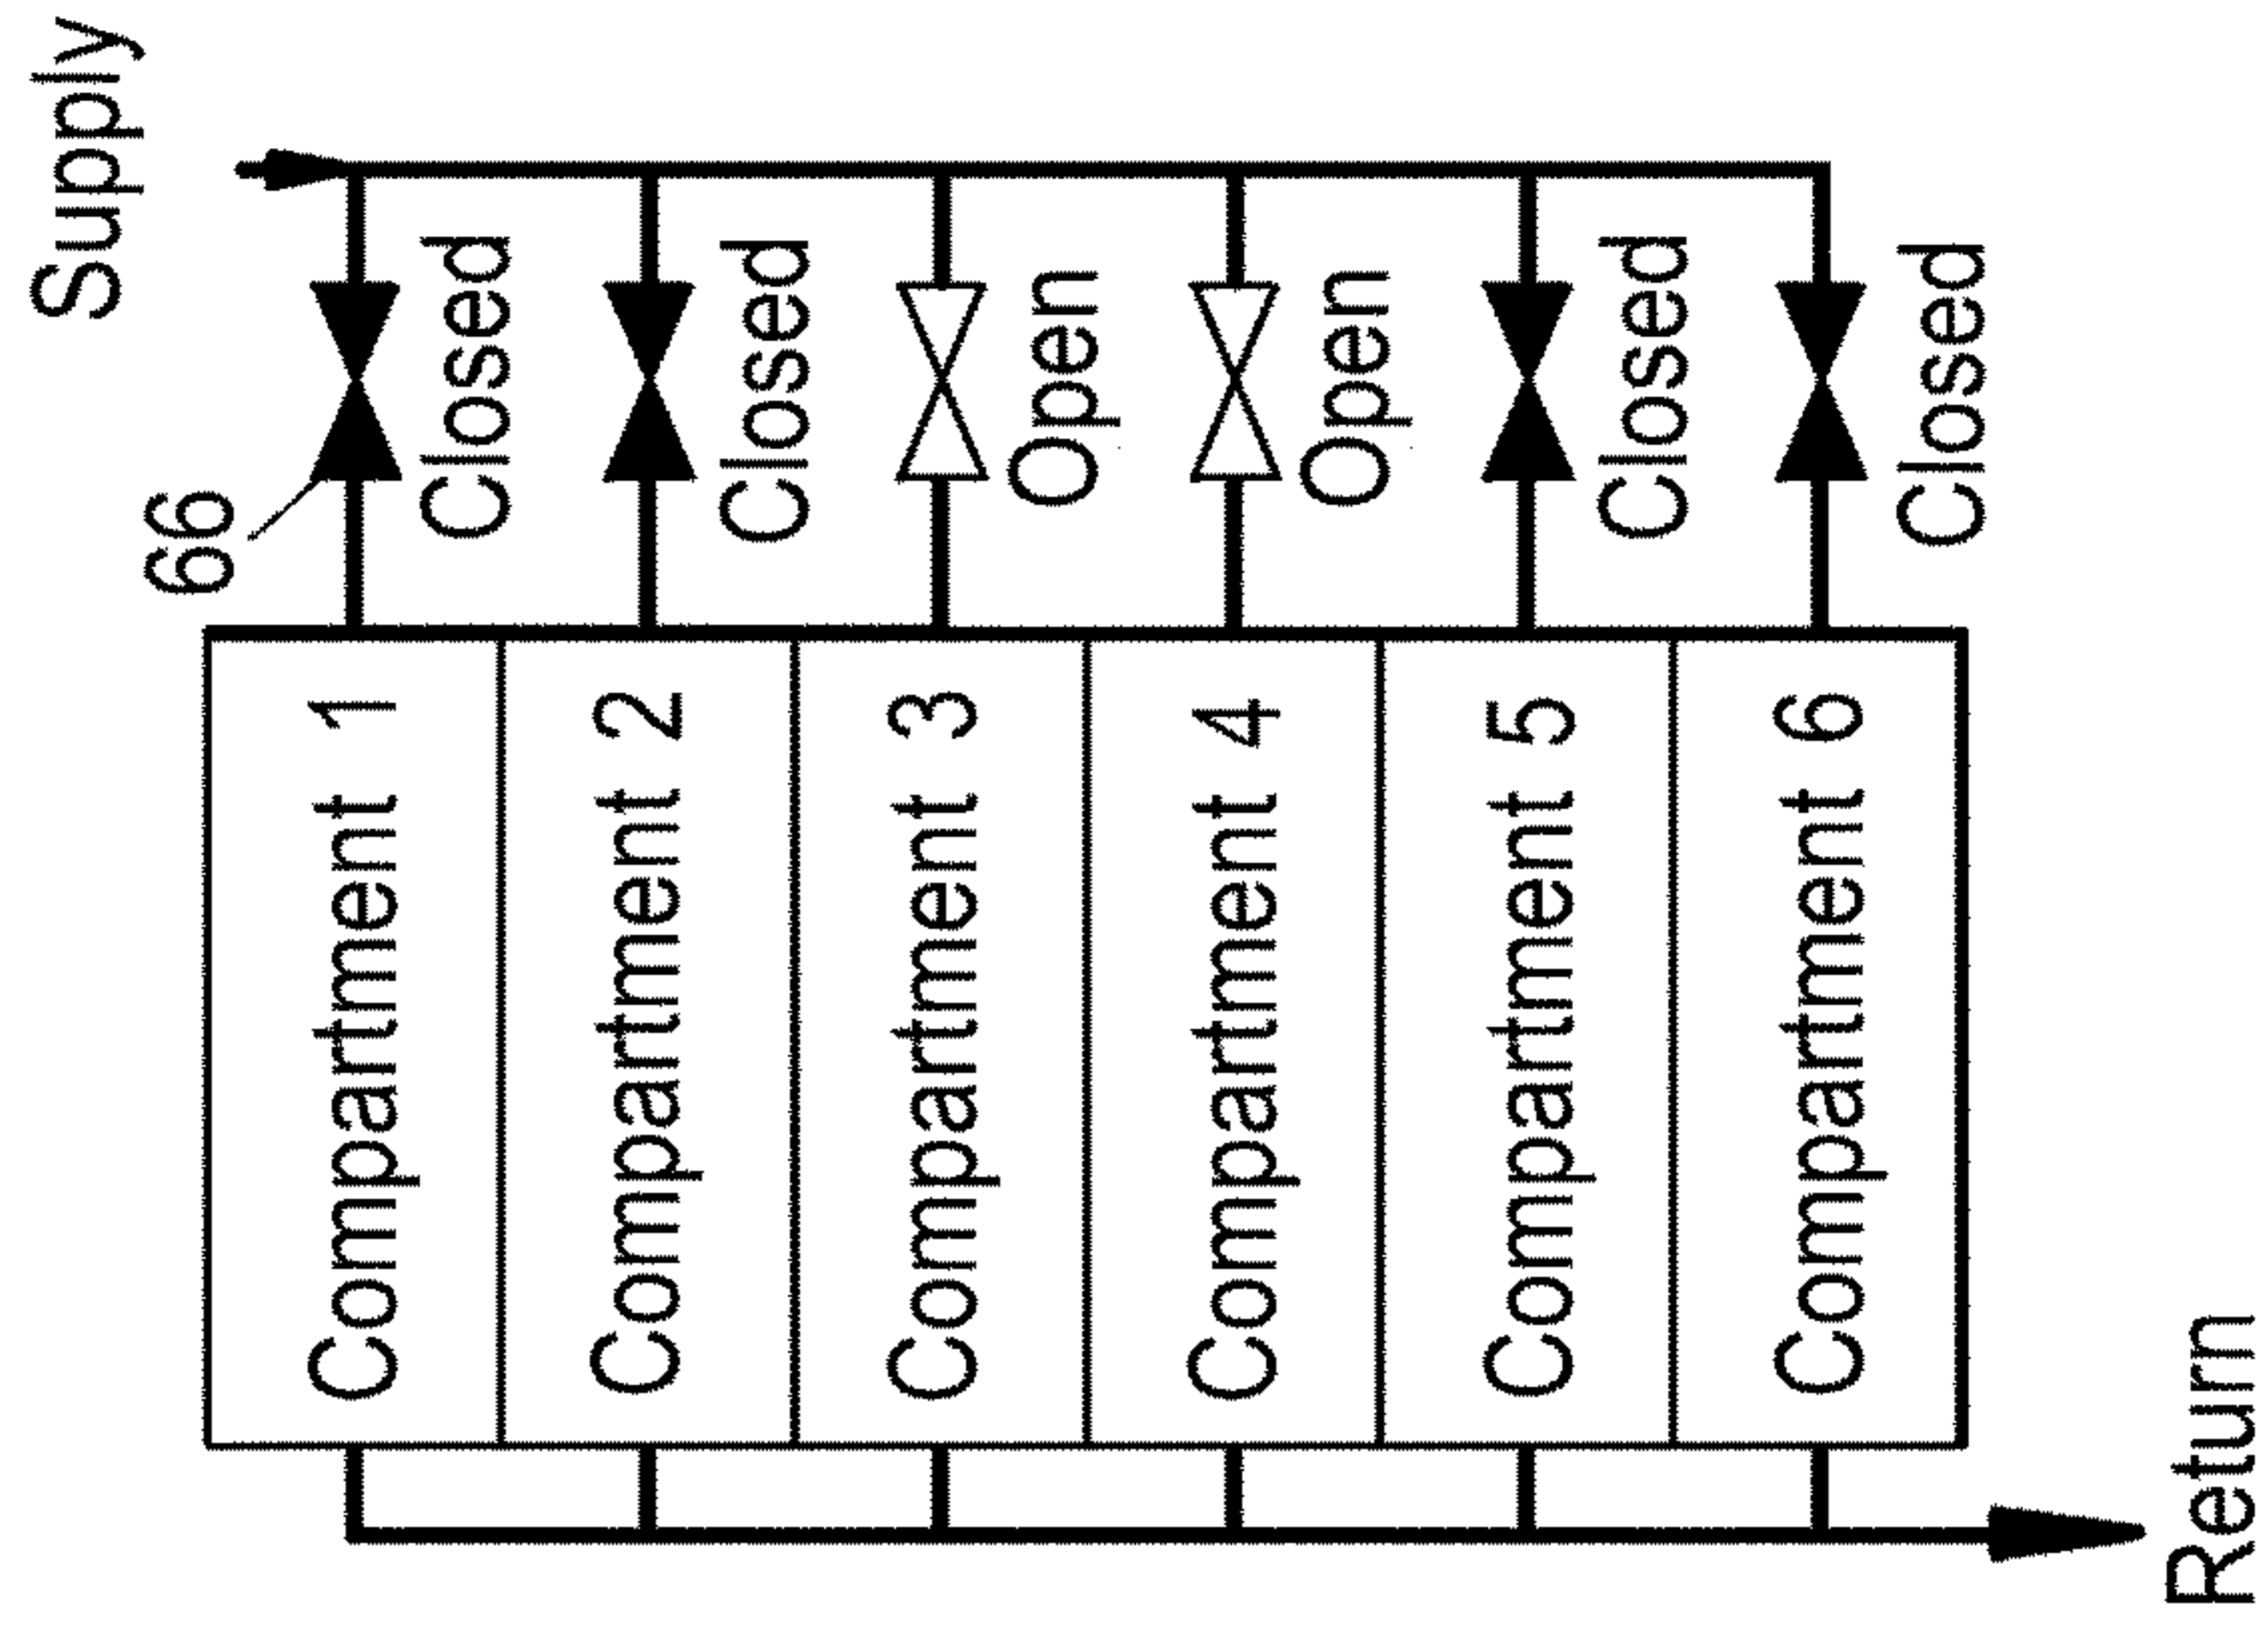 Supply
66
Closed
Closed
Open
Open
Closed
Closed
Compartment 1
Compartment 2
Compartment 3
Compartment 4
Compartment 5
Compartment 6
Return